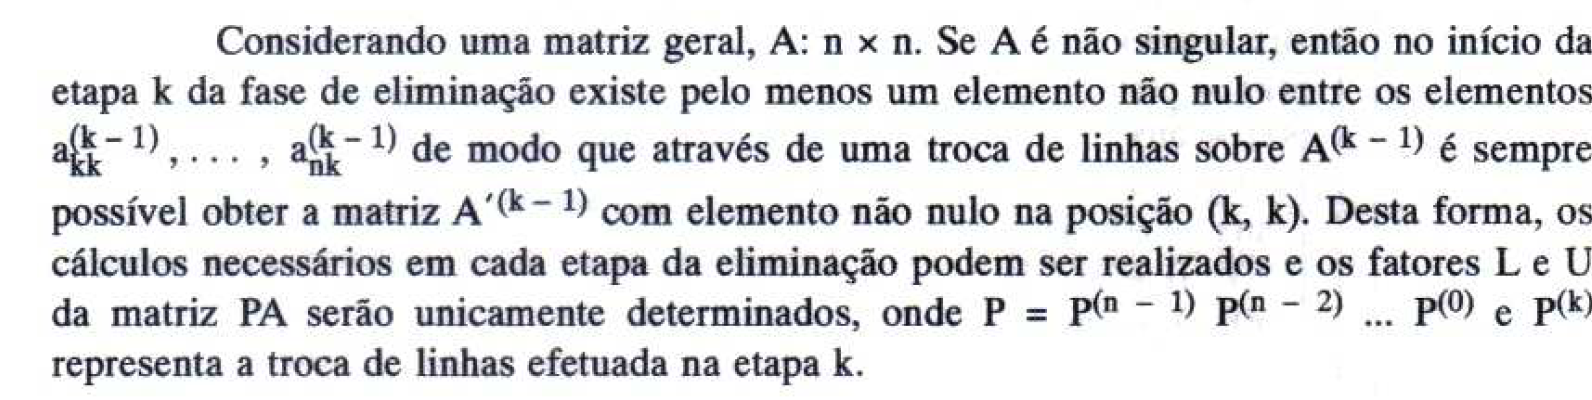 Considerando uma matriz geral, A: n × n. Se A é não singular, então no início da
etapa k da fase de eliminação existe pelo menos um elemento não nulo entre os elementos
a_{kk}^{(k – 1)}, . . . , a_{nk}^{(k – 1)} de modo que através de uma troca de linhas sobre A^{(k – 1)} é sempre
possível obter a matriz A′^{(k – 1)} com elemento não nulo na posição (k, k). Desta forma, os
cálculos necessários em cada etapa da eliminação podem ser realizados e os fatores L e U
da matriz PA serão unicamente determinados, onde P = P^{(n – 1)} P^{(n – 2)} ... P^{(0)} e P^{(k)}
representa a troca de linhas efetuada na etapa k.